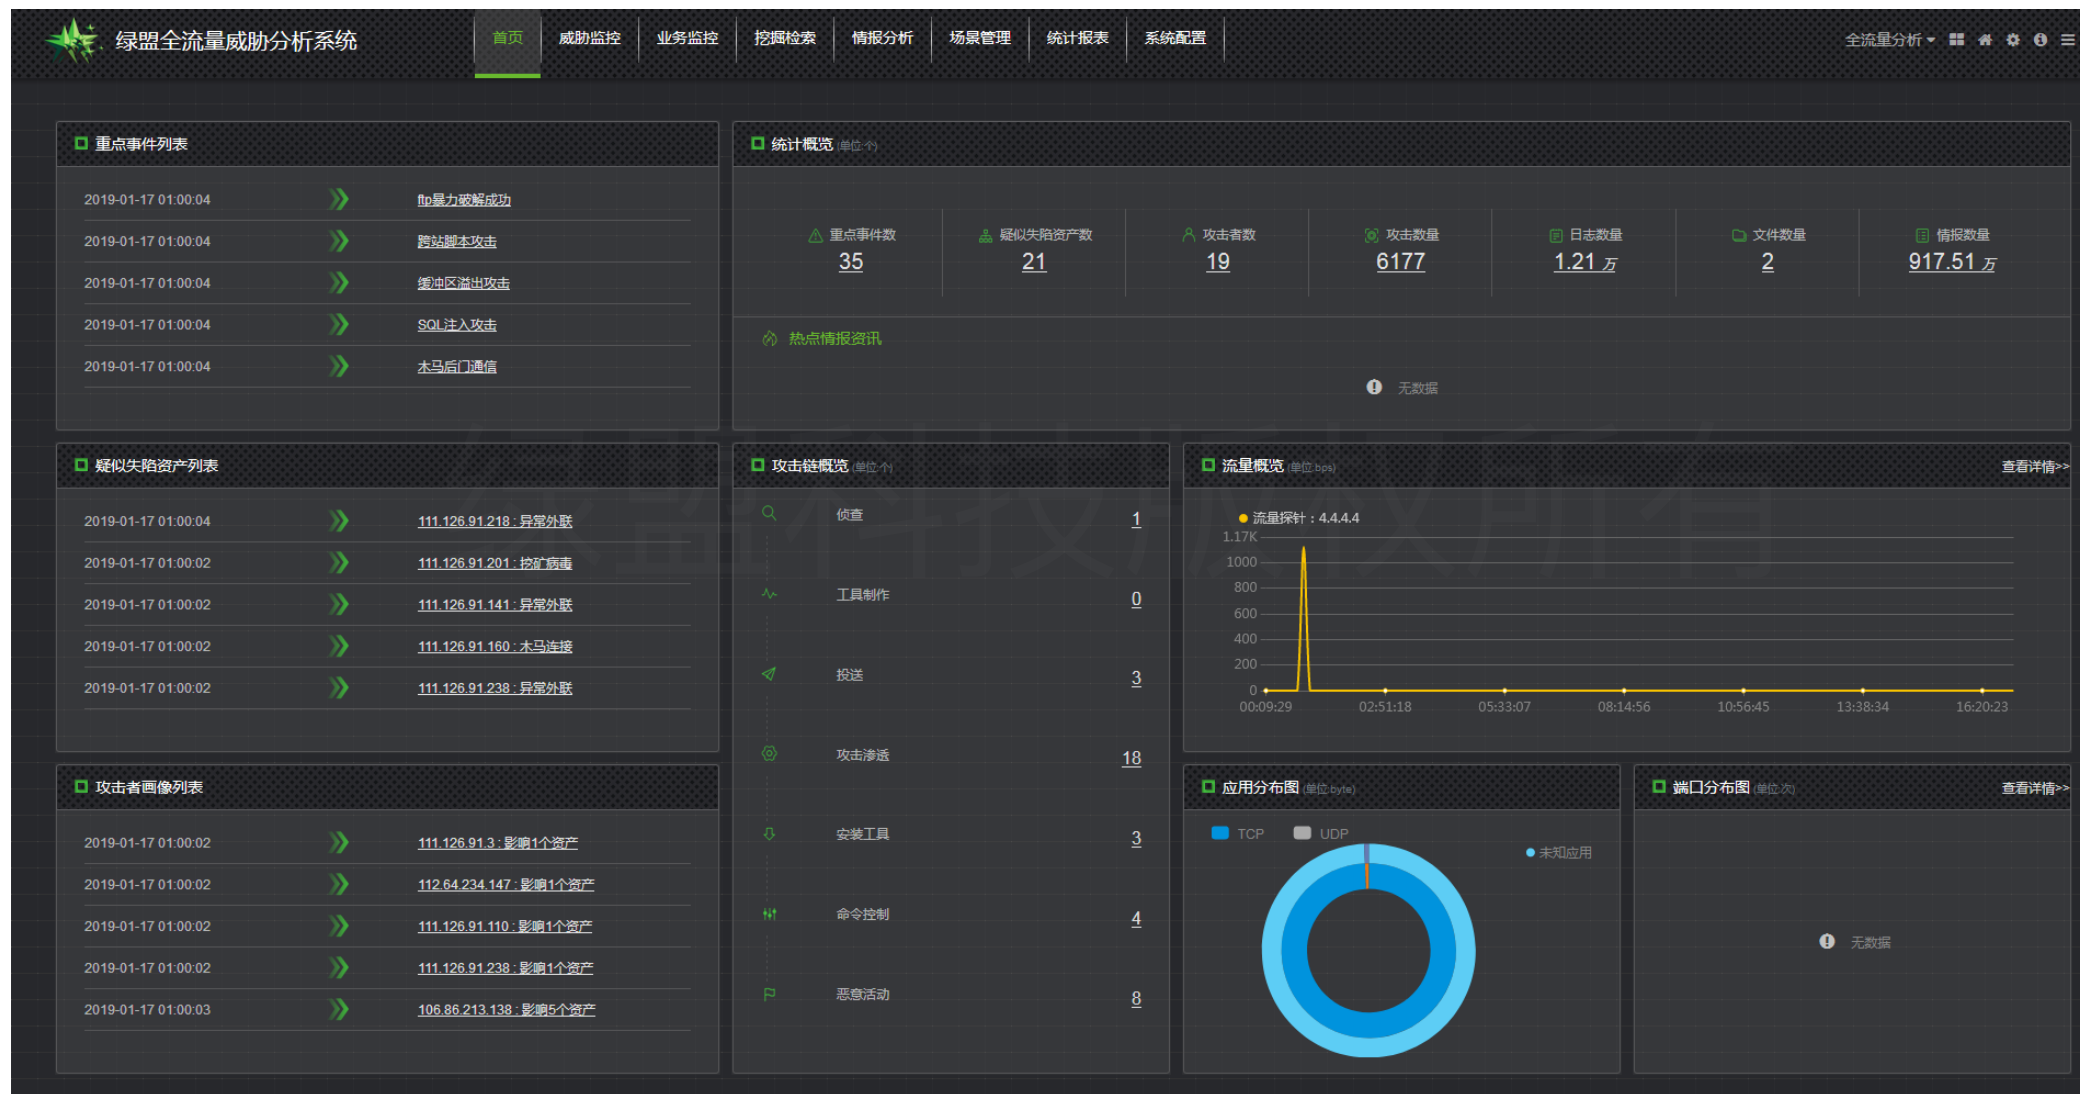 绿盟全流量威胁分析系统
首页 威胁监控 业务监控 挖掘检索 情报分析 场景管理 统计报表 系统配置
全流量分析
重点事件列表
2019-01-17 01:00:04 ftp暴力破解成功
2019-01-17 01:00:04 跨站脚本攻击
2019-01-17 01:00:04 缓冲区溢出攻击
2019-01-17 01:00:04 SQL注入攻击
2019-01-17 01:00:04 木马后门通信
统计概览 (单位:个)
重点事件数 疑似失陷资产数 攻击者数 攻击数量 日志数量 文件数量 情报数量
35 21 19 6177 1.21 万 2 917.51 万
热点情报资讯
无数据
疑似失陷资产列表
2019-01-17 01:00:04 111.126.91.218 : 异常外联
2019-01-17 01:00:02 111.126.91.201 : 挖矿病毒
2019-01-17 01:00:02 111.126.91.141 : 异常外联
2019-01-17 01:00:02 111.126.91.160 : 木马连接
2019-01-17 01:00:02 111.126.91.238 : 异常外联
攻击者画像列表
2019-01-17 01:00:02 111.126.91.3 : 影响1个资产
2019-01-17 01:00:02 112.64.234.147 : 影响1个资产
2019-01-17 01:00:02 111.126.91.110 : 影响1个资产
2019-01-17 01:00:02 111.126.91.238 : 影响1个资产
2019-01-17 01:00:03 106.86.213.138 : 影响5个资产
攻击链概览 (单位:个)
侦查 1
工具制作 0
投送 3
攻击渗透 18
安装工具 3
命令控制 4
恶意活动 8
流量概览 (单位:bps) 查看详情>>
流量探针：4.4.4.4
1.17K
1000
800
600
400
200
0
00:09:29 02:51:18 05:33:07 08:14:56 10:56:45 13:38:34 16:20:23
应用分布图 (单位:byte)
TCP UDP
未知应用
端口分布图 (单位:次) 查看详情>>
无数据
绿盟科技版权所有